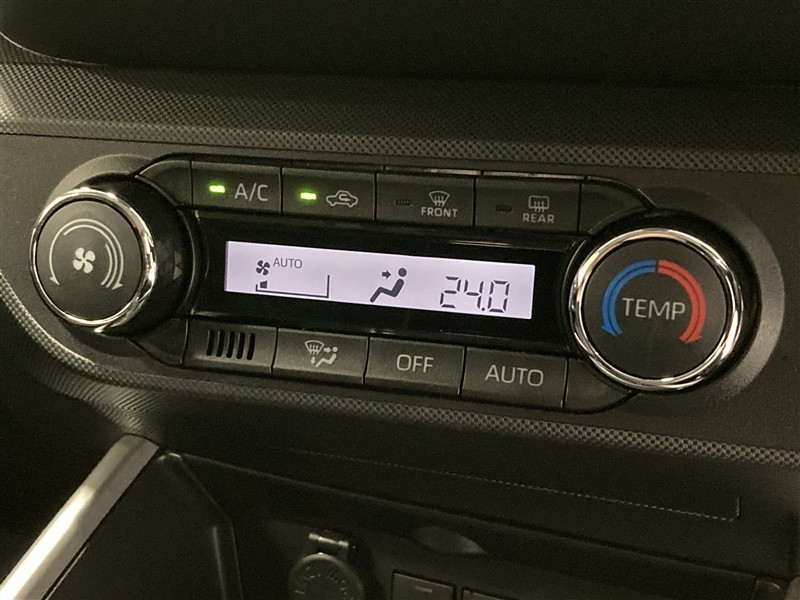 A/C
FRONT
REAR
AUTO
24.0
TEMP
OFF
AUTO